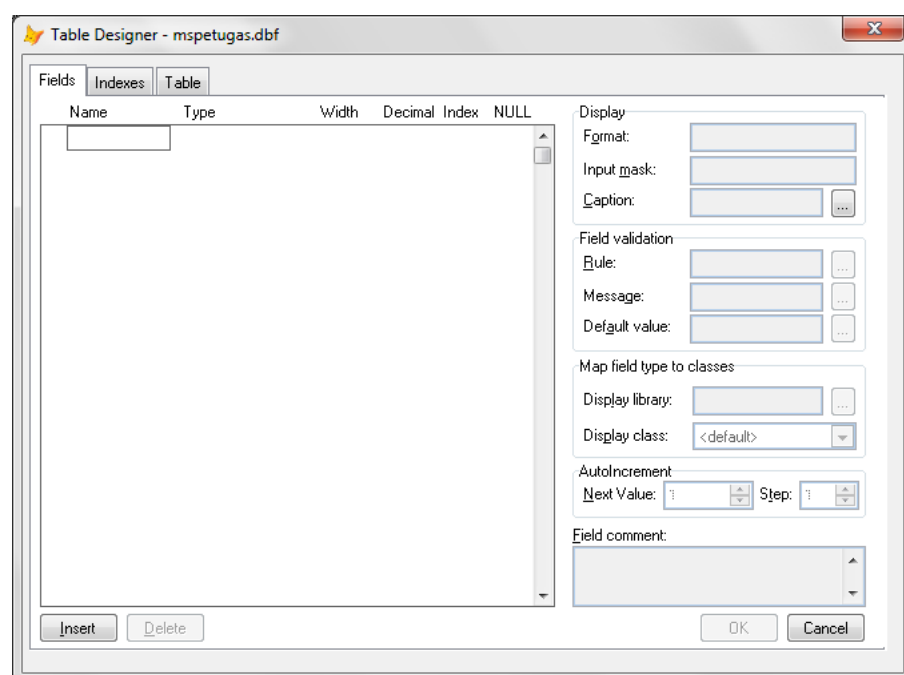 Table Designer - mspetugas.dbf
Fields Indexes Table
Name Type Width Decimal Index NULL
Display
Format:
Input mask:
Caption: ...
Field validation
Rule: ...
Message: ...
Default value: ...
Map field type to classes
Display library: ...
Display class: <default>
AutoIncrement
Next Value: 1 Step: 1
Field comment:
Insert Delete OK Cancel